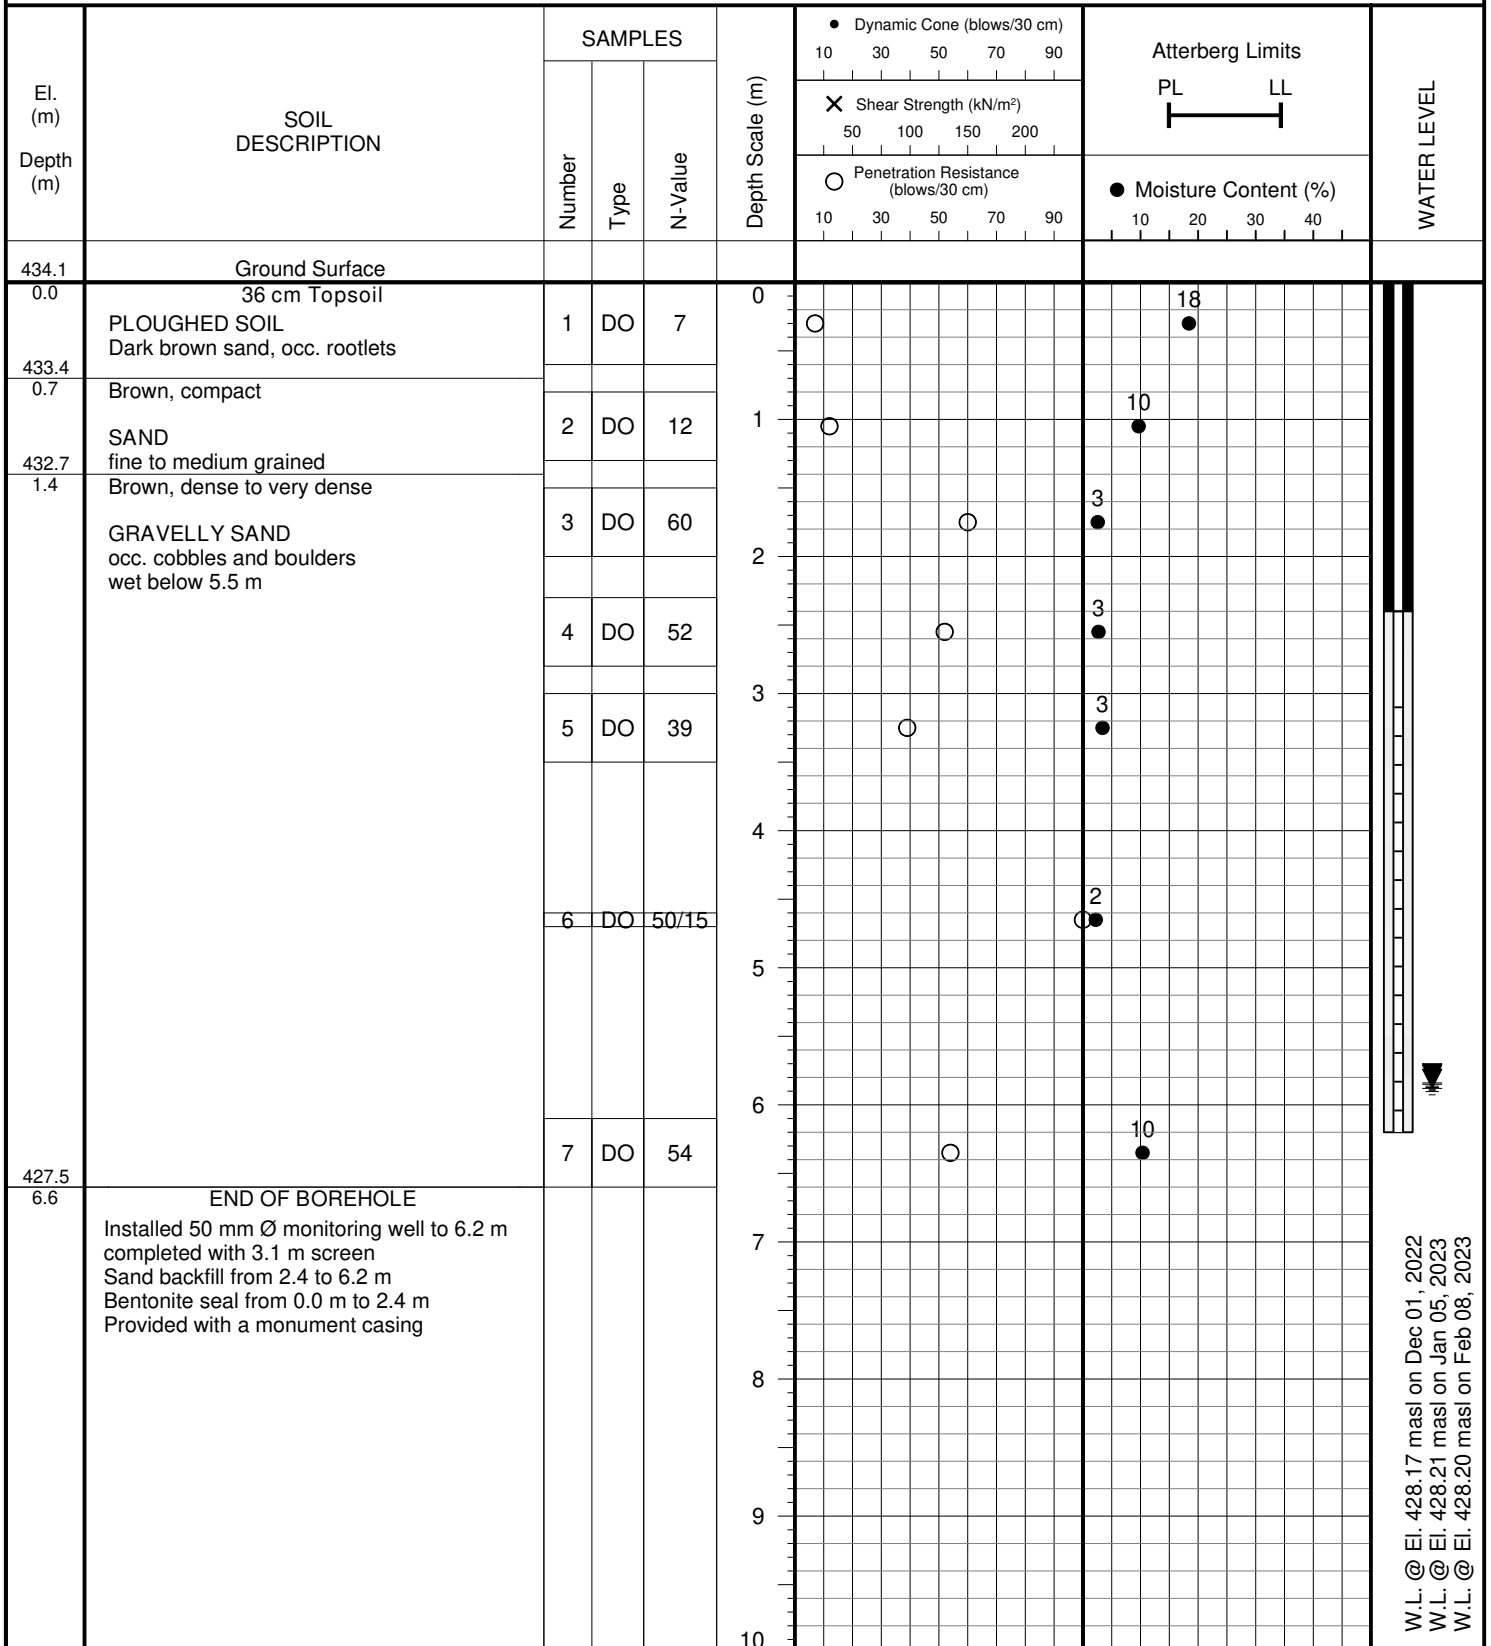 El.
(m)
Depth
(m)
SOIL
DESCRIPTION
SAMPLES
Number
Type
N-Value
Depth Scale (m)
Dynamic Cone (blows/30 cm)
10 30 50 70 90
Shear Strength (kN/m²)
50 100 150 200
Penetration Resistance
(blows/30 cm)
10 30 50 70 90
Atterberg Limits
PL LL
Moisture Content (%)
10 20 30 40
WATER LEVEL
434.1 Ground Surface
0.0 36 cm Topsoil
PLOUGHED SOIL
Dark brown sand, occ. rootlets
1 DO 7
18
433.4
0.7 Brown, compact
SAND
fine to medium grained
2 DO 12
10
432.7
1.4 Brown, dense to very dense
GRAVELLY SAND
occ. cobbles and boulders
wet below 5.5 m
3 DO 60
3
4 DO 52
3
5 DO 39
3
6 DO 50/15
2
7 DO 54
10
427.5
6.6 END OF BOREHOLE
Installed 50 mm Ø monitoring well to 6.2 m
completed with 3.1 m screen
Sand backfill from 2.4 to 6.2 m
Bentonite seal from 0.0 m to 2.4 m
Provided with a monument casing
0
1
2
3
4
5
6
7
8
9
10
W.L. @ El. 428.17 masl on Dec 01, 2022
W.L. @ El. 428.21 masl on Jan 05, 2023
W.L. @ El. 428.20 masl on Feb 08, 2023